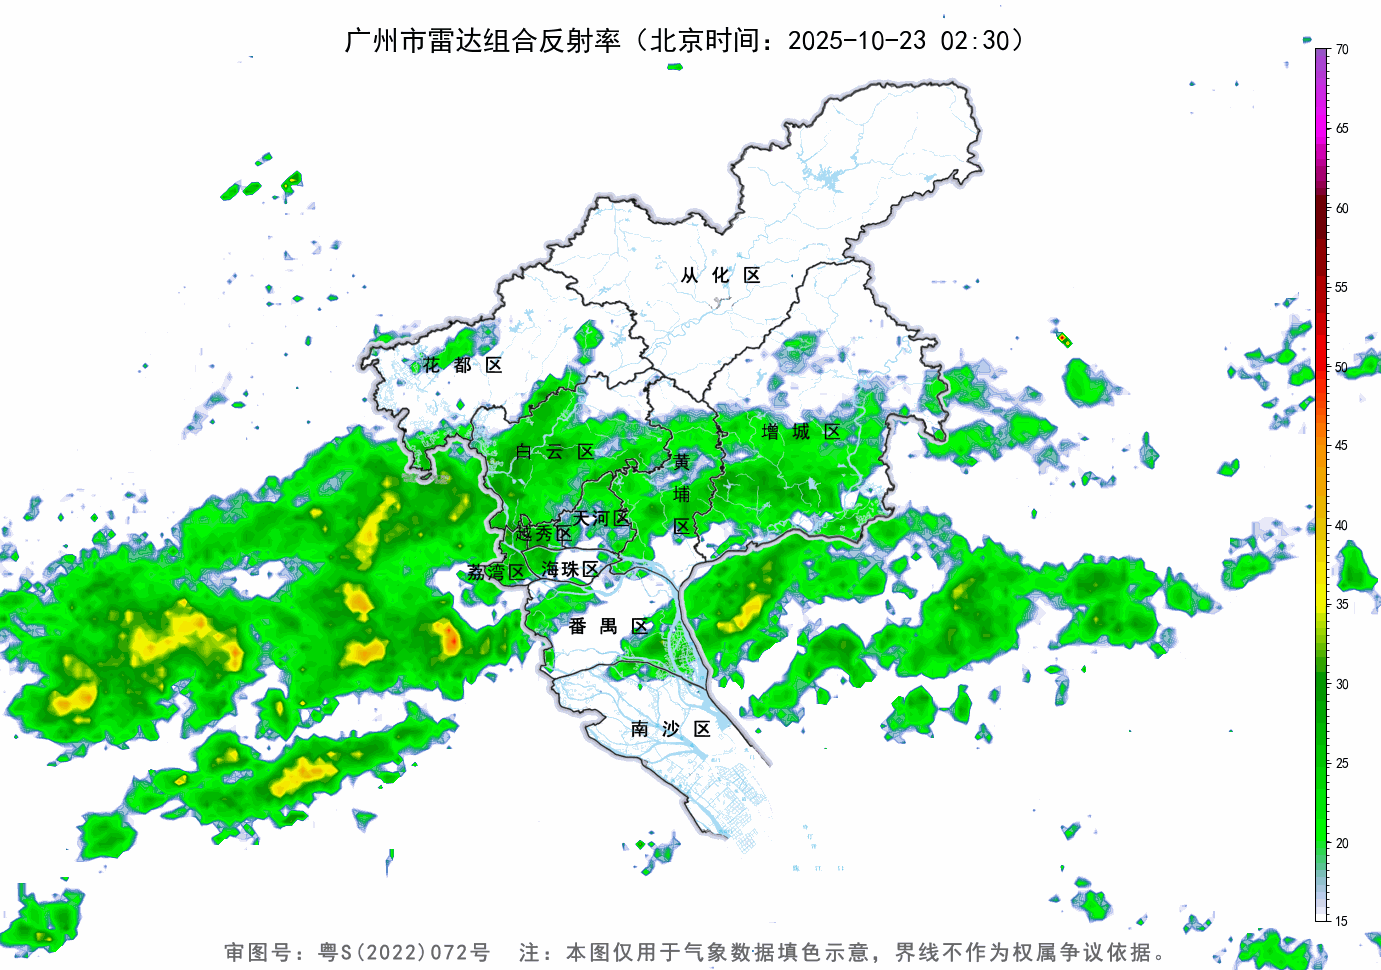 广州市雷达组合反射率（北京时间：2025-10-23 02:30）
70
65
60
55
50
45
40
35
30
25
20
15
从化区
花都区
增城区
白云区
黄埔区
天河区
越秀区
荔湾区
海珠区
番禺区
南沙区
审图号：粤S(2022)072号 注：本图仅用于气象数据填色示意，界线不作为权属争议依据。